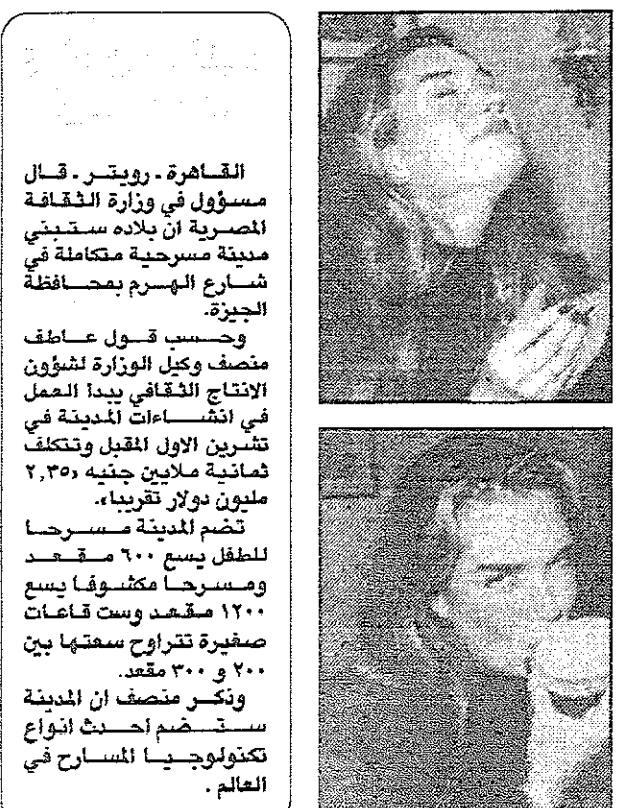 القاهرة - رويتر - قال
مسؤول في وزارة الثقافة
المصرية ان بلاده ستبني
مدينة مسرحية متكاملة في
شارع الهرم بمحافظة
الجيزة.
وحسب قول عاطف
منصف وكيل الوزارة لشؤون
الانتاج الثقافي يبدأ العمل
في انشاءات المدينة في
تشرين الاول المقبل وتتكلف
ثمانية ملايين جنيه «٢,٣٥
مليون دولار تقريبا».
تضم المدينة مسرحا
للطفل يسع ٦٠٠ مقعد
ومسرحا مكشوفا يسع
١٢٠٠ مقعد وست قاعات
صغيرة تتراوح سعتها بين
٢٠٠ و ٣٠٠ مقعد.
وذكر منصف ان المدينة
ستضم احدث انواع
تكنولوجيا المسارح في
العالم .